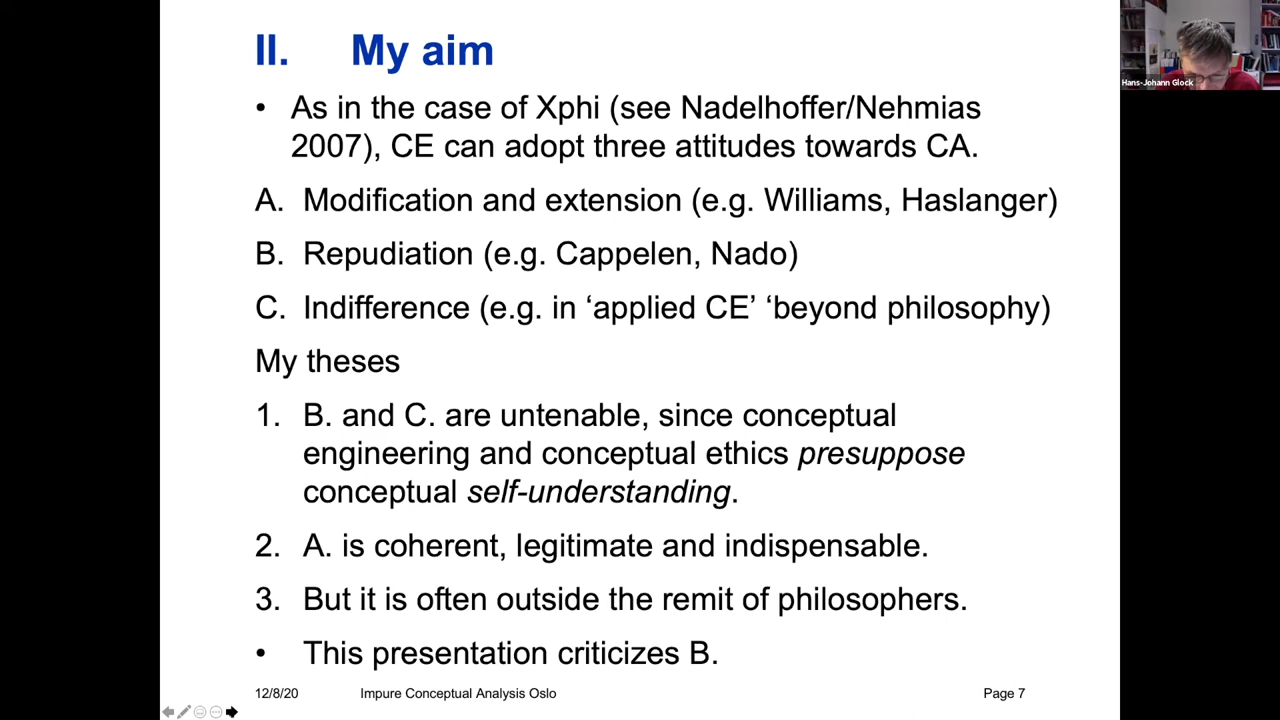 II. My aim
• As in the case of Xphi (see Nadelhoffer/Nehmias
2007), CE can adopt three attitudes towards CA.
A. Modification and extension (e.g. Williams, Haslanger)
B. Repudiation (e.g. Cappelen, Nado)
C. Indifference (e.g. in ‘applied CE’ ‘beyond philosophy)
My theses
1. B. and C. are untenable, since conceptual
engineering and conceptual ethics presuppose
conceptual self-understanding.
2. A. is coherent, legitimate and indispensable.
3. But it is often outside the remit of philosophers.
• This presentation criticizes B.
12/8/20 Impure Conceptual Analysis Oslo Page 7
Hans-Johann Glock